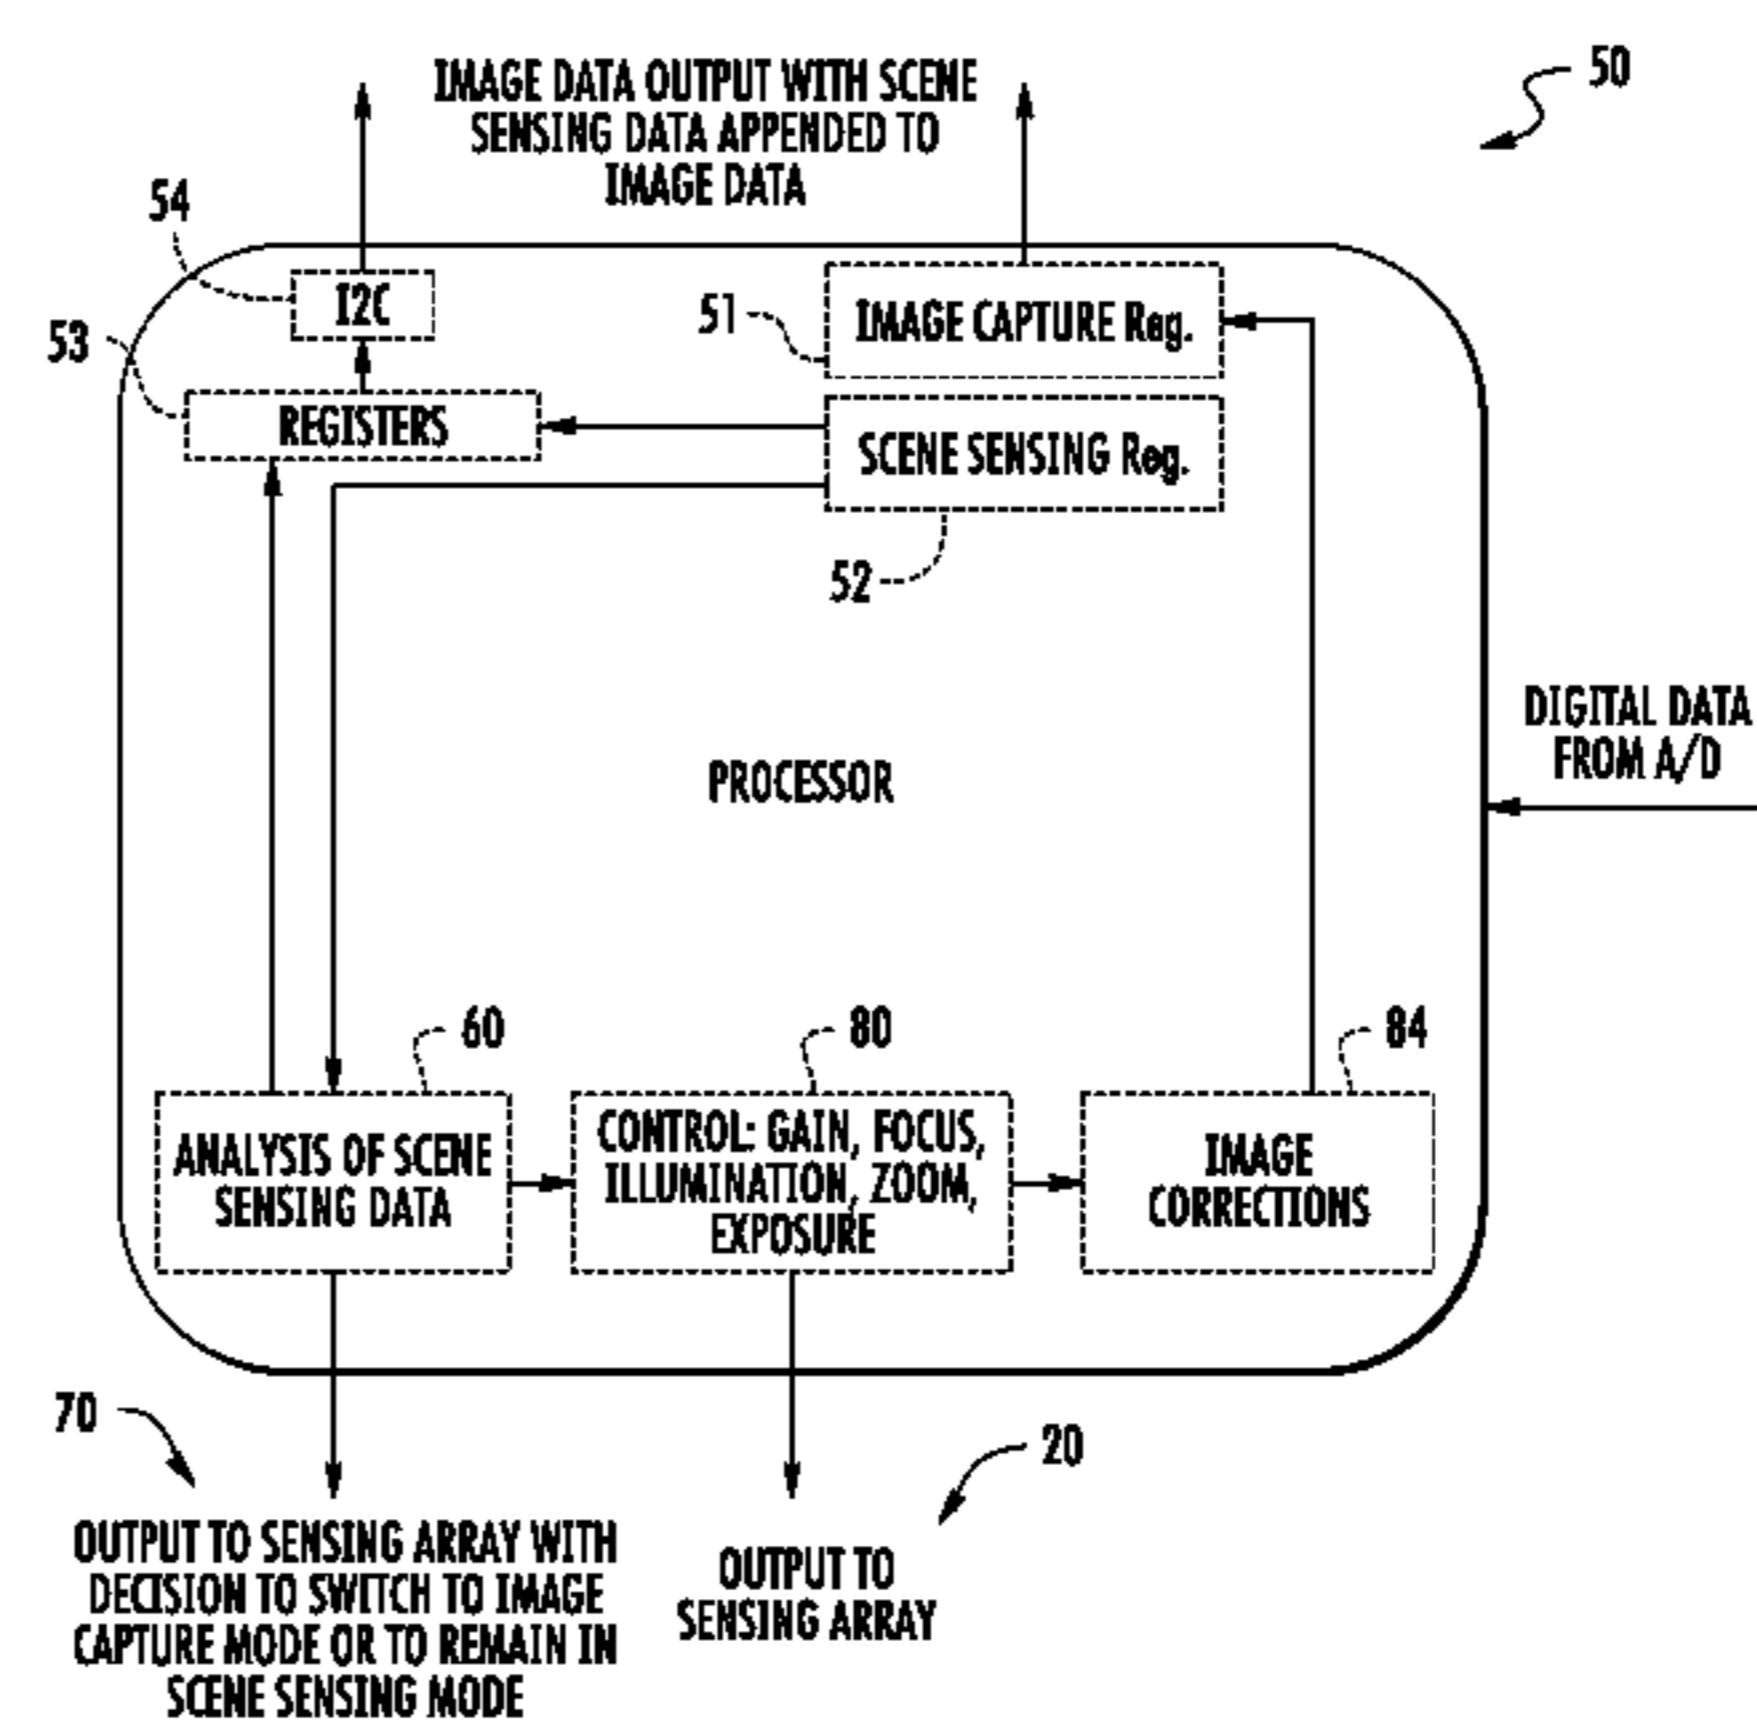 50
IMAGE DATA OUTPUT WITH SCENE
SENSING DATA APPENDED TO
IMAGE DATA
54
I2C
51
IMAGE CAPTURE Reg.
53
REGISTERS
SCENE SENSING Reg.
52
DIGITAL DATA
FROM A/D
PROCESSOR
60
80
84
ANALYSIS OF SCENE
SENSING DATA
CONTROL: GAIN, FOCUS,
ILLUMINATION, ZOOM,
EXPOSURE
IMAGE
CORRECTIONS
70
20
OUTPUT TO SENSING ARRAY WITH
DECISION TO SWITCH TO IMAGE
CAPTURE MODE OR TO REMAIN IN
SCENE SENSING MODE
OUTPUT TO
SENSING ARRAY